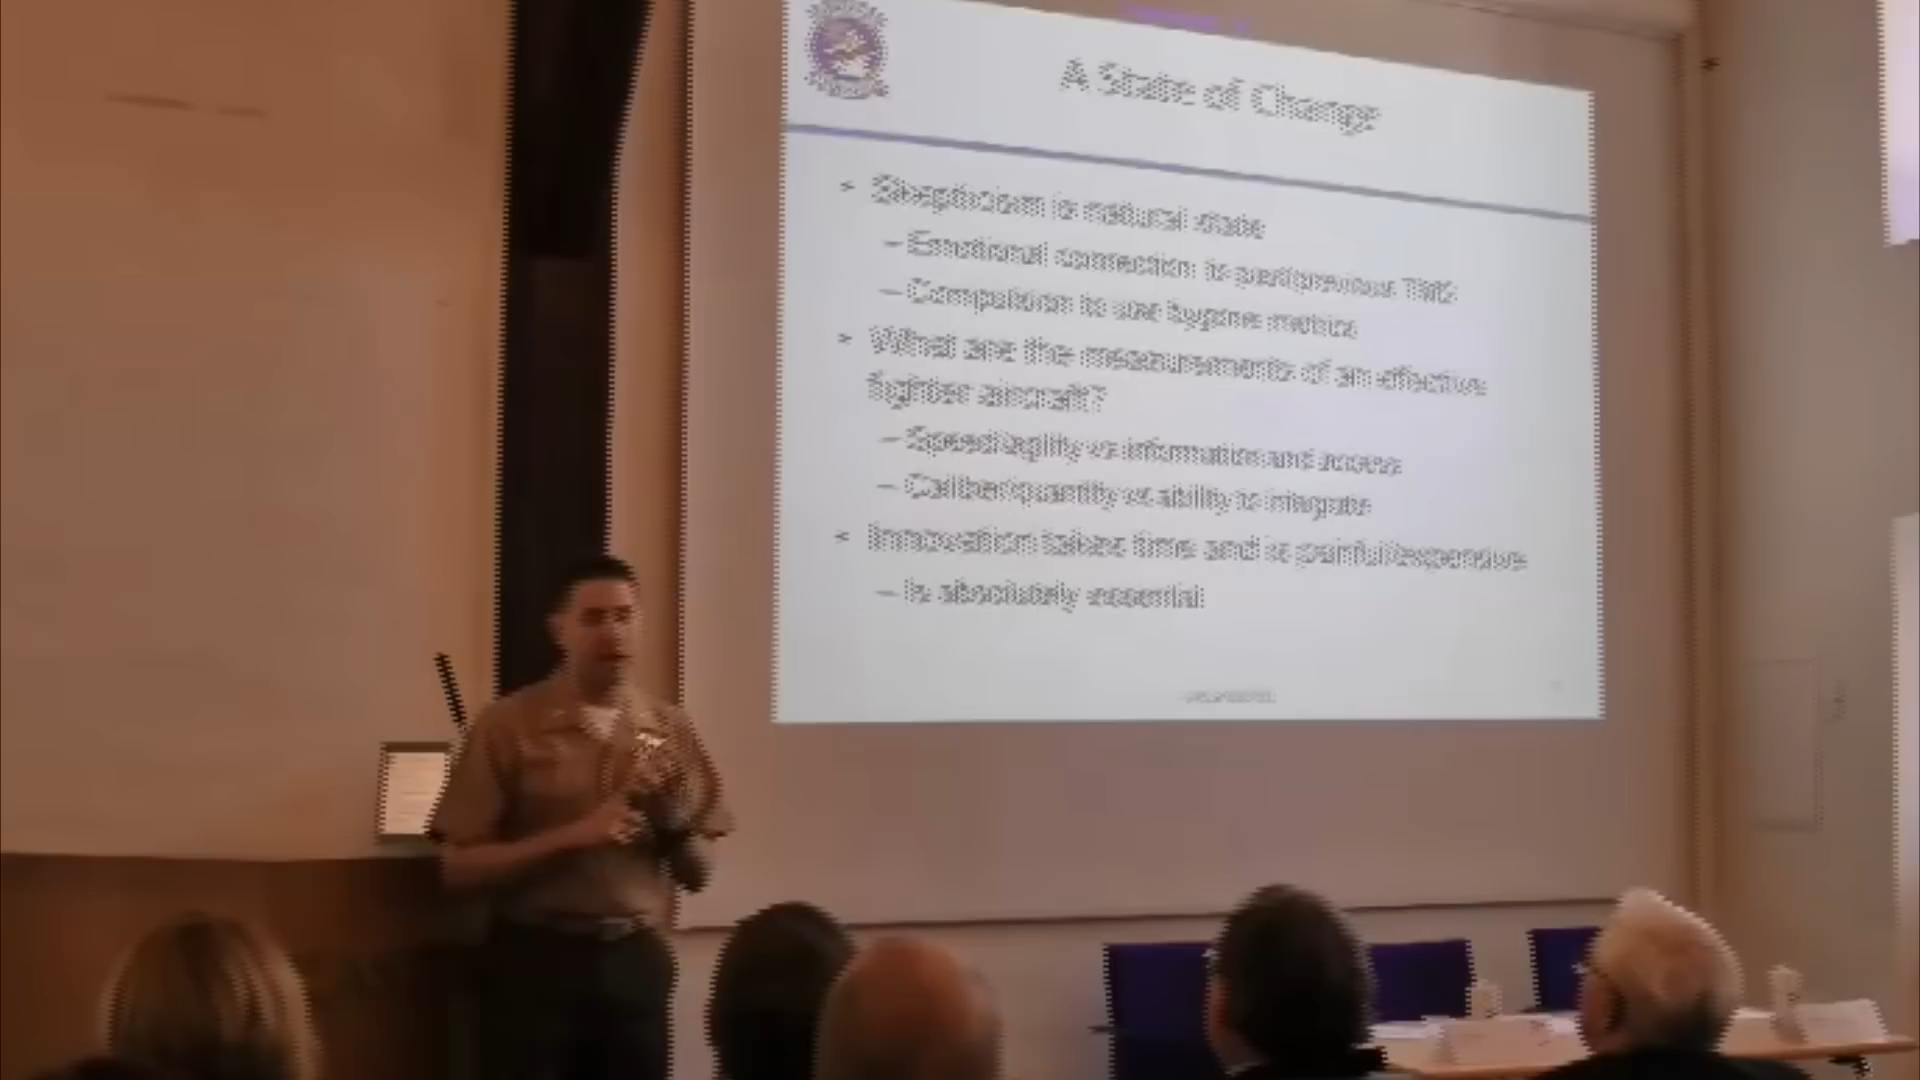 A State of Change
• Skepticism is natural state
– Emotional connection to past/previous TMS
– Compulsion to use bygone metrics
• What are the measurements of an effective
fighter aircraft?
– Speed/agility vs information and access
– Caliber/quantity vs ability to integrate
• Innovation takes time and is painful/expensive
– Is absolutely essential